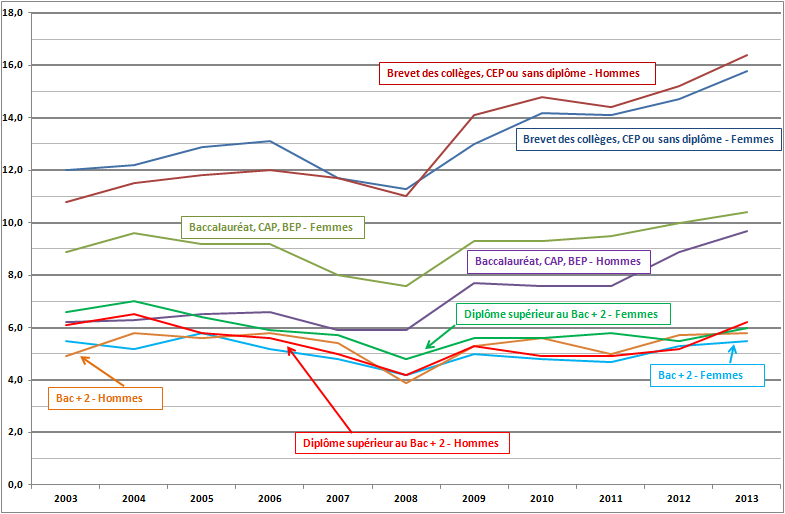 18,0
16,0
14,0
12,0
10,0
8,0
6,0
4,0
2,0
0,0
Brevet des collèges, CEP ou sans diplôme - Hommes
Brevet des collèges, CEP ou sans diplôme - Femmes
Baccalauréat, CAP, BEP - Femmes
Baccalauréat, CAP, BEP - Hommes
Diplôme supérieur au Bac + 2 - Femmes
Bac + 2 - Femmes
Bac + 2 - Hommes
Diplôme supérieur au Bac + 2 - Hommes
2003 2004 2005 2006 2007 2008 2009 2010 2011 2012 2013